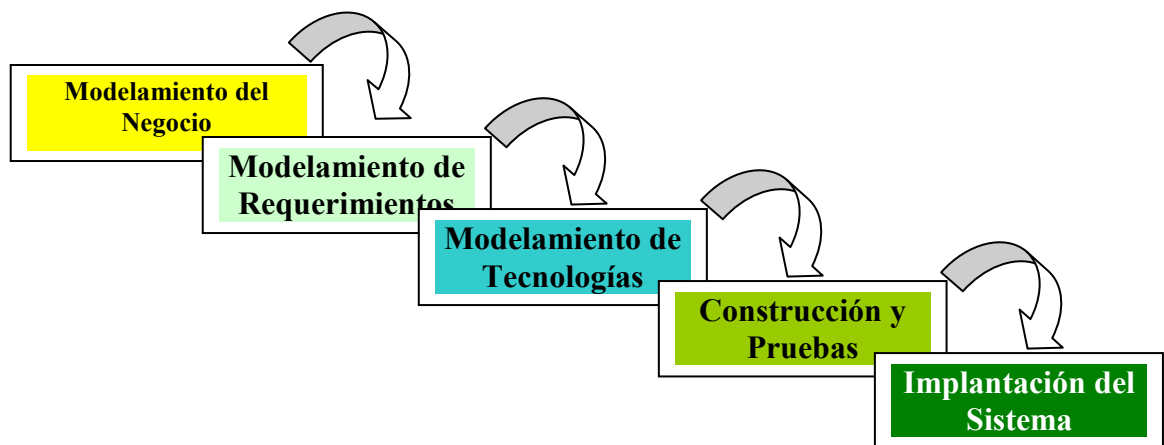 Modelamiento del
Negocio
Modelamiento de
Requerimientos
Modelamiento de
Tecnologías
Construcción y
Pruebas
Implantación del
Sistema